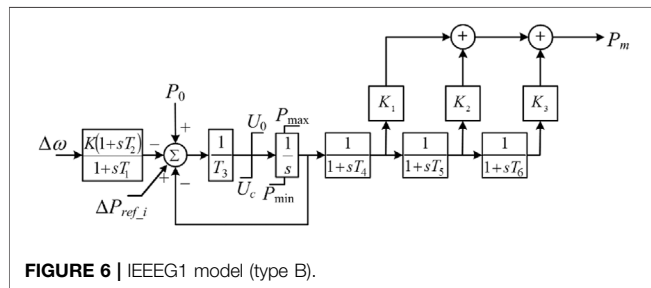 + + P_m
K_1 K_2 K_3
P_0 P_max
U_0
Δω K(1+sT_2) / 1+sT_1 − + Σ 1 / T_3 1 / s 1 / 1+sT_4 1 / 1+sT_5 1 / 1+sT_6
+ − U_c P_min
ΔP_ref_i
FIGURE 6 | IEEEG1 model (type B).